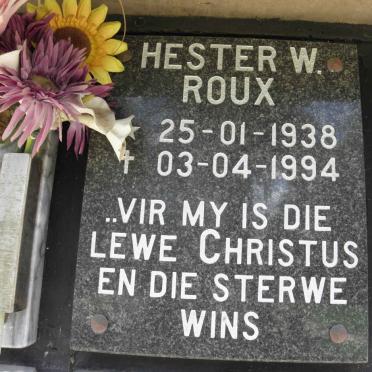 HESTER W.
ROUX
* 25-01-1938
† 03-04-1994
..VIR MY IS DIE
LEWE CHRISTUS
EN DIE STERWE
WINS